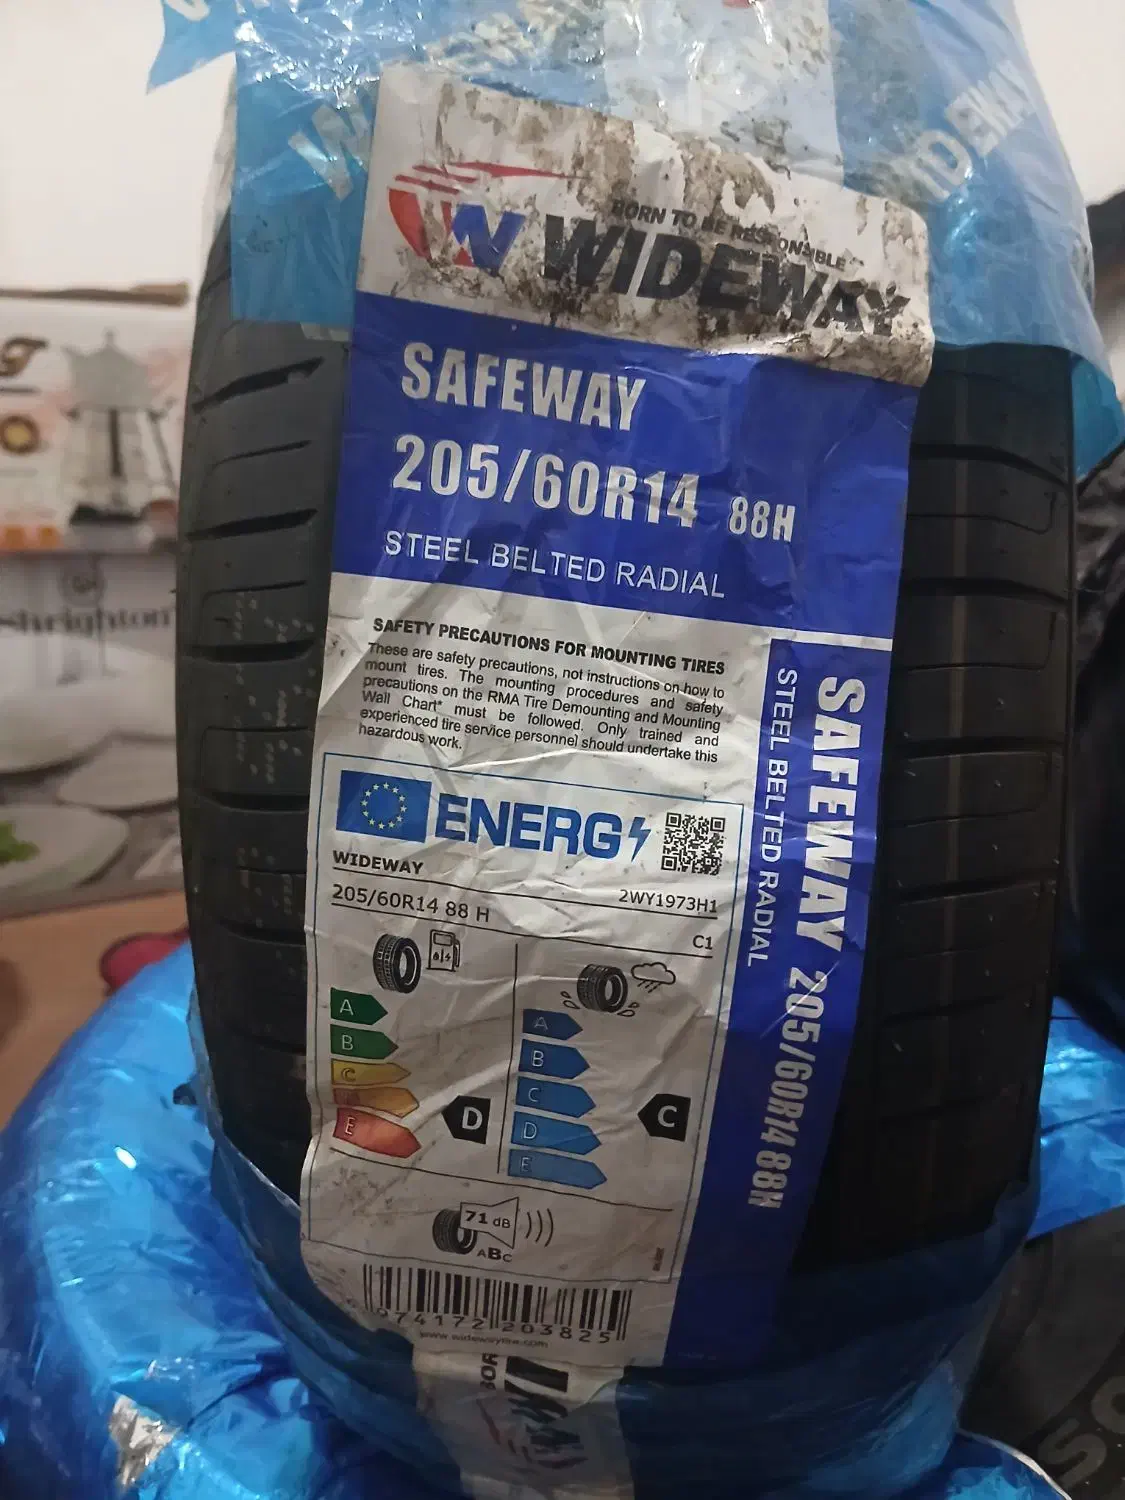 WIDEWAY
BORN TO BE RESPONSIBLE
WIDEWAY
SAFEWAY
205/60R14 88H
STEEL BELTED RADIAL
SAFETY PRECAUTIONS FOR MOUNTING TIRES
These are safety precautions, not instructions on how to
mount tires. The mounting procedures and safety
precautions on the RMA Tire Demounting and Mounting
Wall Chart* must be followed. Only trained and
experienced tire service personnel should undertake this
hazardous work.
ENERG
WIDEWAY
2WY1973H1
205/60R14 88 H
C1
A
B
C
E
D
A
B
C
D
E
C
71 dB
ABC
974172 203825
www.widewaytire.com
SAFEWAY 205/60R14 88H
STEEL BELTED RADIAL